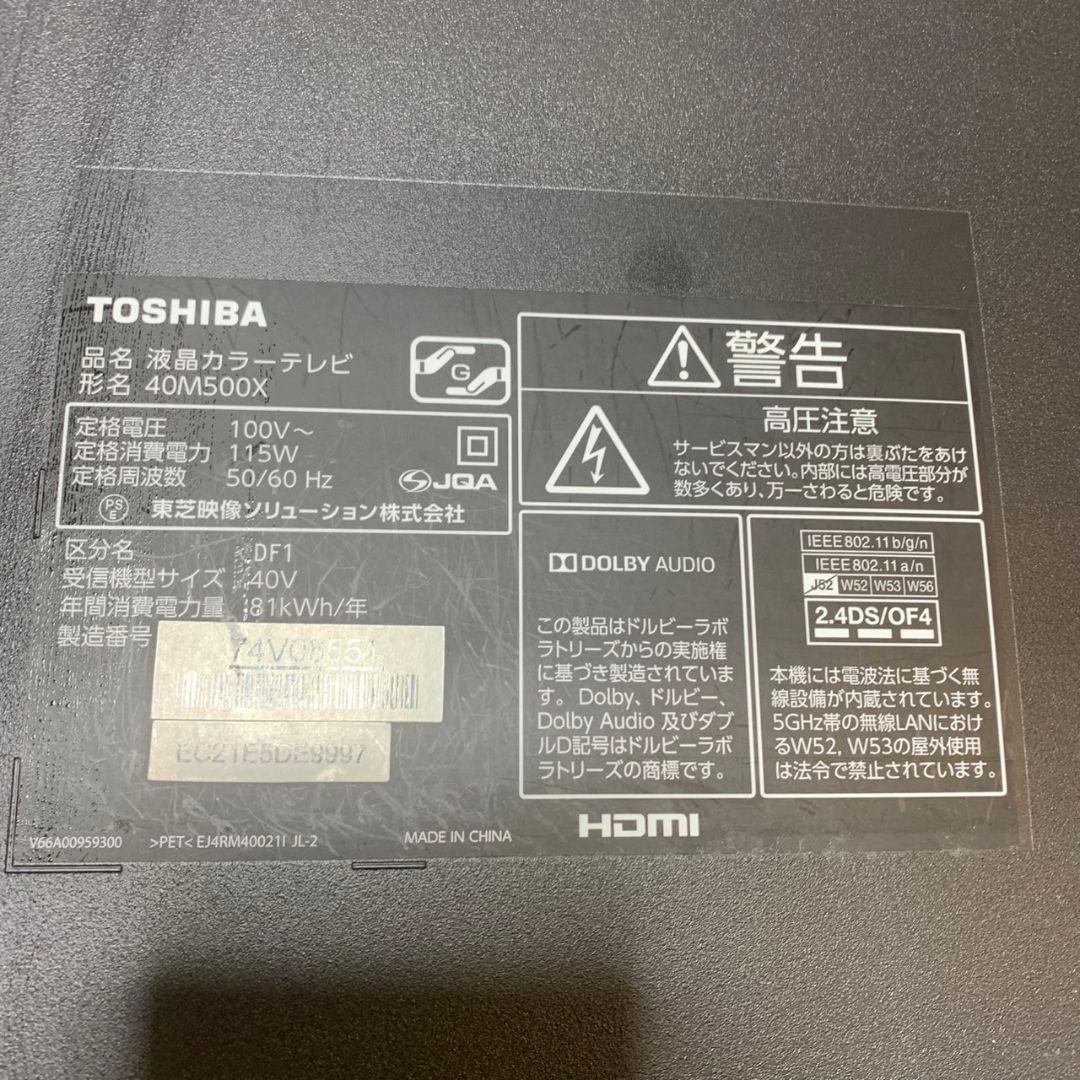 TOSHIBA
品名 液晶カラーテレビ
形名 40M500X
G
定格電圧 100V～
定格消費電力 115W
定格周波数 50/60 Hz
JQA
PS
E
東芝映像ソリューション株式会社
区分名 DF1
受信機型サイズ 40V
年間消費電力量 81kWh/年
製造番号
EC21E5DE9997
V66A00959300 >PET< EJ4RM40021I JL-2 MADE IN CHINA
警告
高圧注意
サービスマン以外の方は裏ぶたをあけ
ないでください。内部には高電圧部分が
数多くあり、万一さわると危険です。
DOLBY AUDIO
この製品はドルビーラボ
ラトリーズからの実施権
に基づき製造されていま
す。Dolby、ドルビー、
Dolby Audio 及びダブ
ルD記号はドルビーラボ
ラトリーズの商標です。
IEEE802.11b/g/n
IEEE802.11a/n
J52 W52 W53 W56
2.4DS/OF4
本機には電波法に基づく無
線設備が内蔵されています。
5GHz帯の無線LANにおけ
るW52, W53の屋外使用
は法令で禁止されています。
HDMI